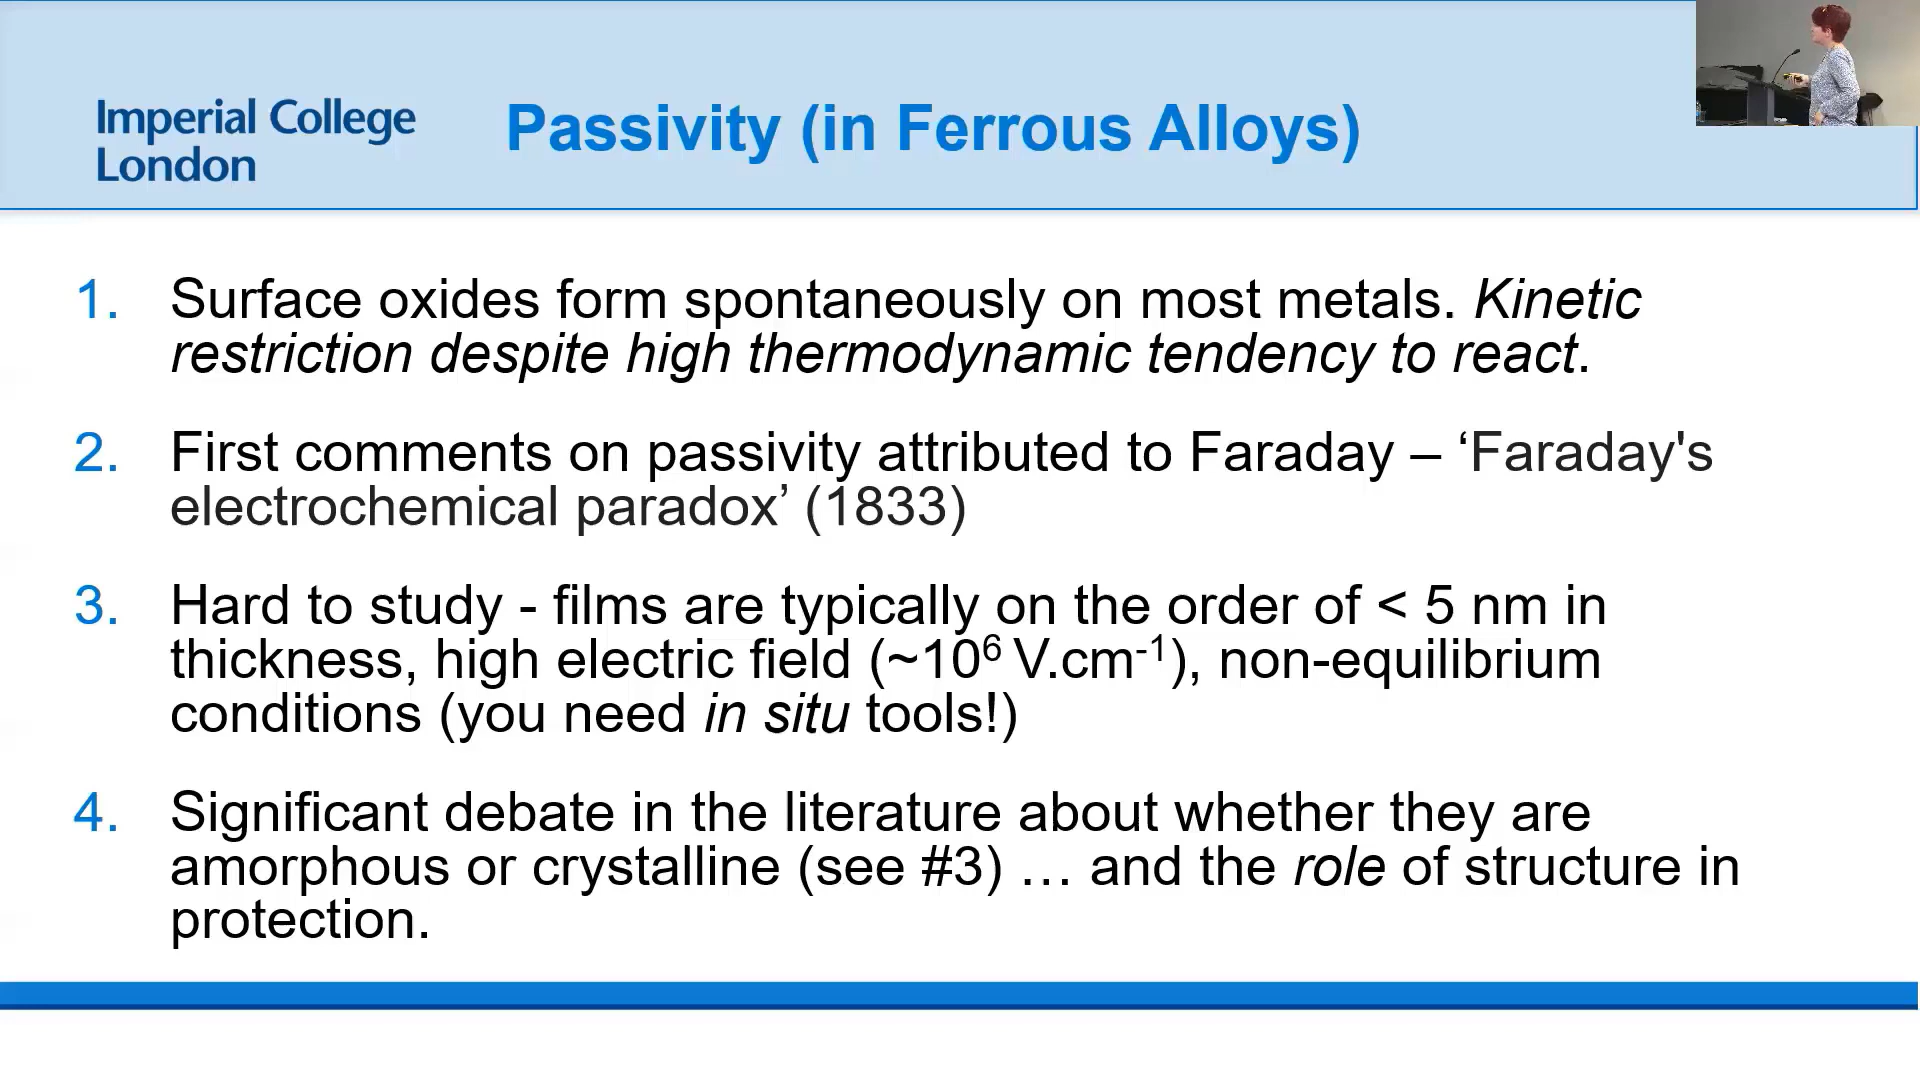 Imperial College
London
Passivity (in Ferrous Alloys)
1. Surface oxides form spontaneously on most metals. Kinetic
restriction despite high thermodynamic tendency to react.
2. First comments on passivity attributed to Faraday – ‘Faraday's
electrochemical paradox’ (1833)
3. Hard to study - films are typically on the order of < 5 nm in
thickness, high electric field (~10⁶ V.cm⁻¹), non-equilibrium
conditions (you need in situ tools!)
4. Significant debate in the literature about whether they are
amorphous or crystalline (see #3) … and the role of structure in
protection.